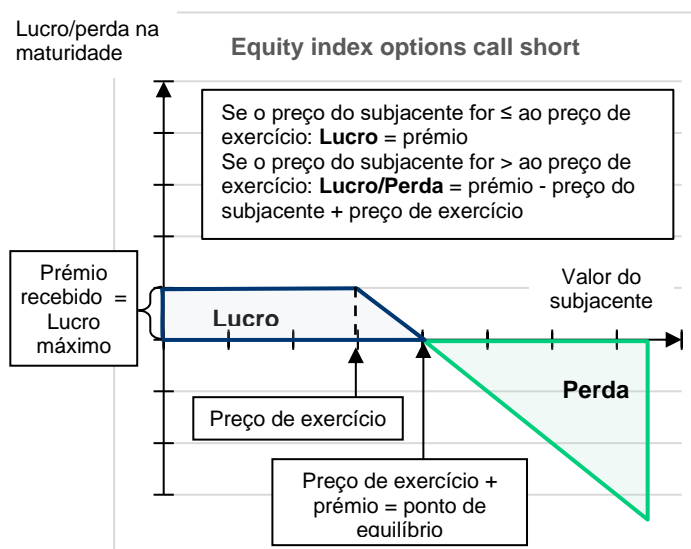 Lucro/perda na
maturidade
Equity index options call short
Se o preço do subjacente for ≤ ao preço de
exercício: Lucro = prémio
Se o preço do subjacente for > ao preço de
exercício: Lucro/Perda = prémio - preço do
subjacente + preço de exercício
Prémio
recebido =
Lucro
máximo
Valor do
subjacente
Lucro
Perda
Preço de exercício
Preço de exercício +
prémio = ponto de
equilíbrio